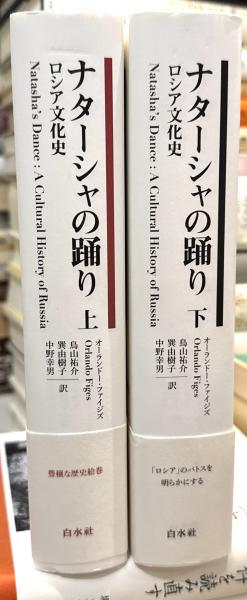 ナターシャの踊り 上
ロシア文化史
Natasha's Dance : A Cultural History of Russia
オーランドー・ファイジズ
Orlando Figes
鳥山祐介
巽由樹子
中野幸男
訳
豊穣な歴史絵巻
白水社
ナターシャの踊り 下
ロシア文化史
Natasha's Dance : A Cultural History of Russia
オーランドー・ファイジズ
Orlando Figes
鳥山祐介
巽由樹子
中野幸男
訳
「ロシア」のパトスを
明らかにする
白水社
を読み直す